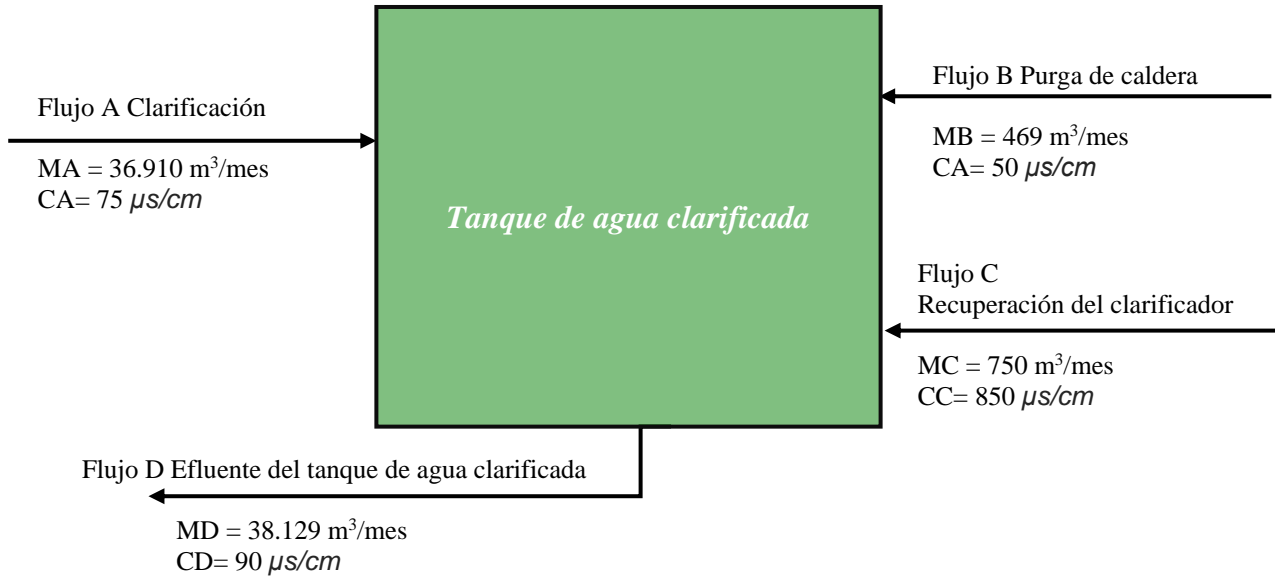 Flujo A Clarificación
MA = 36.910 m³/mes
CA= 75 µs/cm
Tanque de agua clarificada
Flujo B Purga de caldera
MB = 469 m³/mes
CA= 50 µs/cm
Flujo C
Recuperación del clarificador
MC = 750 m³/mes
CC= 850 µs/cm
Flujo D Efluente del tanque de agua clarificada
MD = 38.129 m³/mes
CD= 90 µs/cm